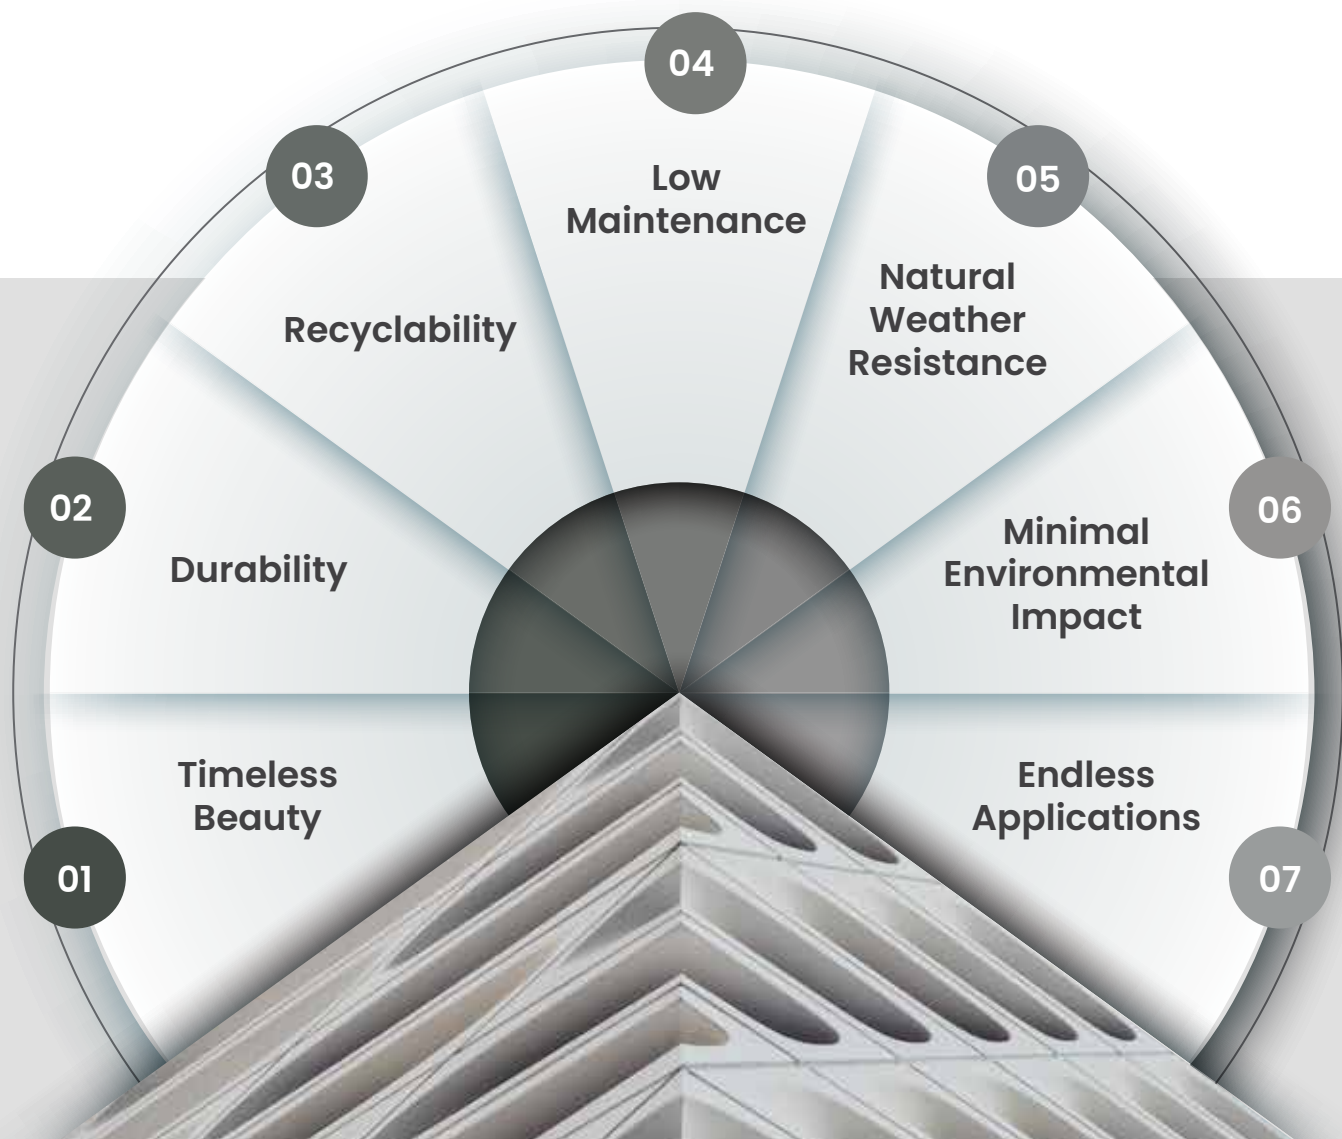 01
Timeless
Beauty
02
Durability
03
Recyclability
04
Low
Maintenance
05
Natural
Weather
Resistance
06
Minimal
Environmental
Impact
07
Endless
Applications